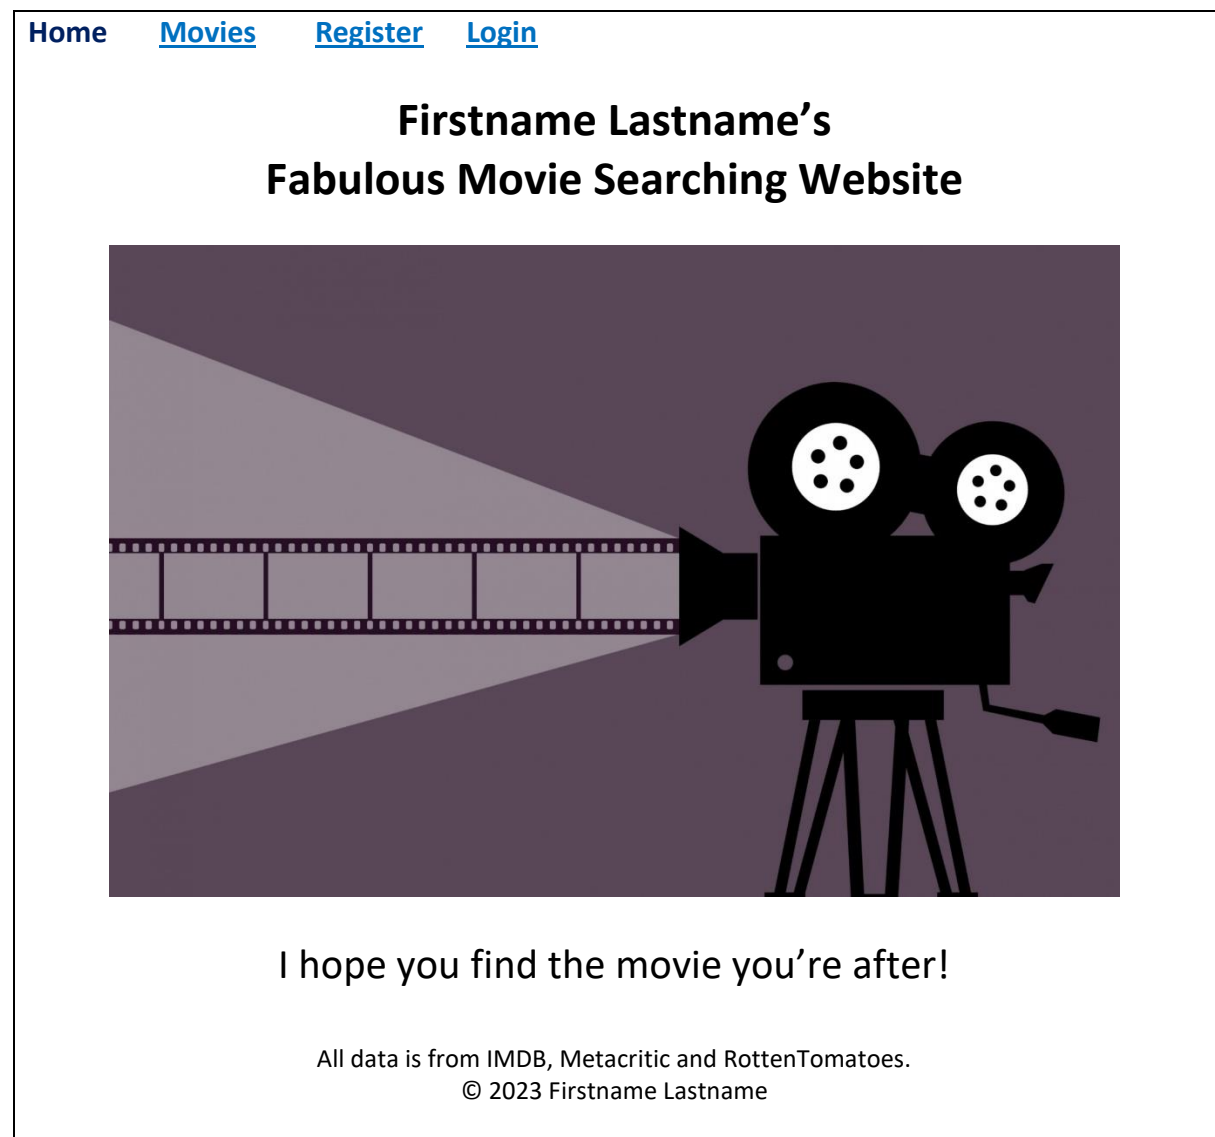 Home Movies Register Login
Firstname Lastname’s
Fabulous Movie Searching Website
I hope you find the movie you’re after!
All data is from IMDB, Metacritic and RottenTomatoes.
© 2023 Firstname Lastname